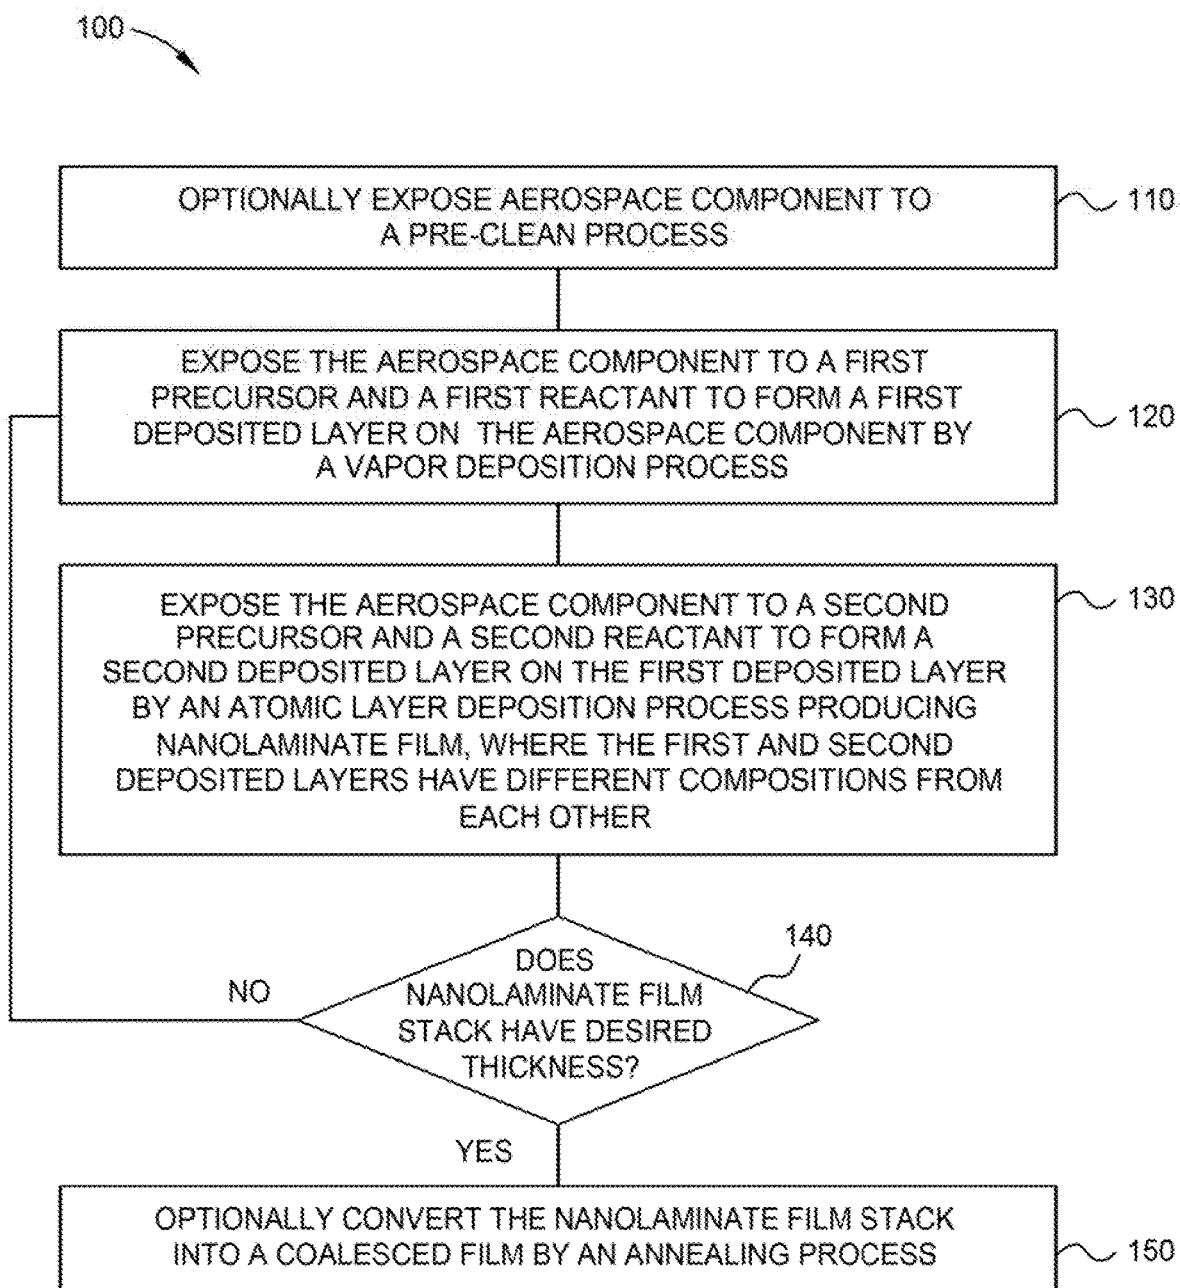 100
OPTIONALLY EXPOSE AEROSPACE COMPONENT TO
A PRE-CLEAN PROCESS
110
EXPOSE THE AEROSPACE COMPONENT TO A FIRST
PRECURSOR AND A FIRST REACTANT TO FORM A FIRST
DEPOSITED LAYER ON THE AEROSPACE COMPONENT BY
A VAPOR DEPOSITION PROCESS
120
EXPOSE THE AEROSPACE COMPONENT TO A SECOND
PRECURSOR AND A SECOND REACTANT TO FORM A
SECOND DEPOSITED LAYER ON THE FIRST DEPOSITED LAYER
BY AN ATOMIC LAYER DEPOSITION PROCESS PRODUCING
NANOLAMINATE FILM, WHERE THE FIRST AND SECOND
DEPOSITED LAYERS HAVE DIFFERENT COMPOSITIONS FROM
EACH OTHER
130
DOES
NANOLAMINATE FILM
STACK HAVE DESIRED
THICKNESS?
140
NO
YES
OPTIONALLY CONVERT THE NANOLAMINATE FILM STACK
INTO A COALESCED FILM BY AN ANNEALING PROCESS
150